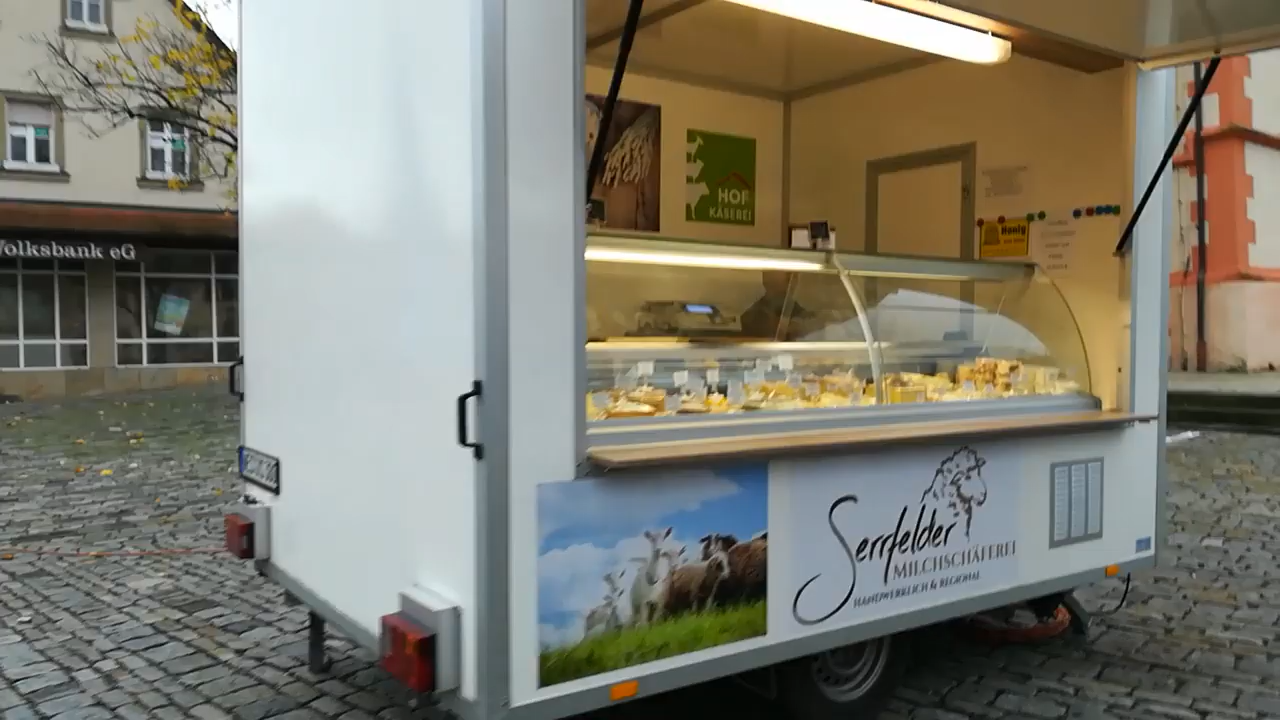 Volksbank eG
HOF
KÄSEREI
Honig
Serrfelder
MILCHSCHÄFEREI
HANDWERKLICH & REGIONAL